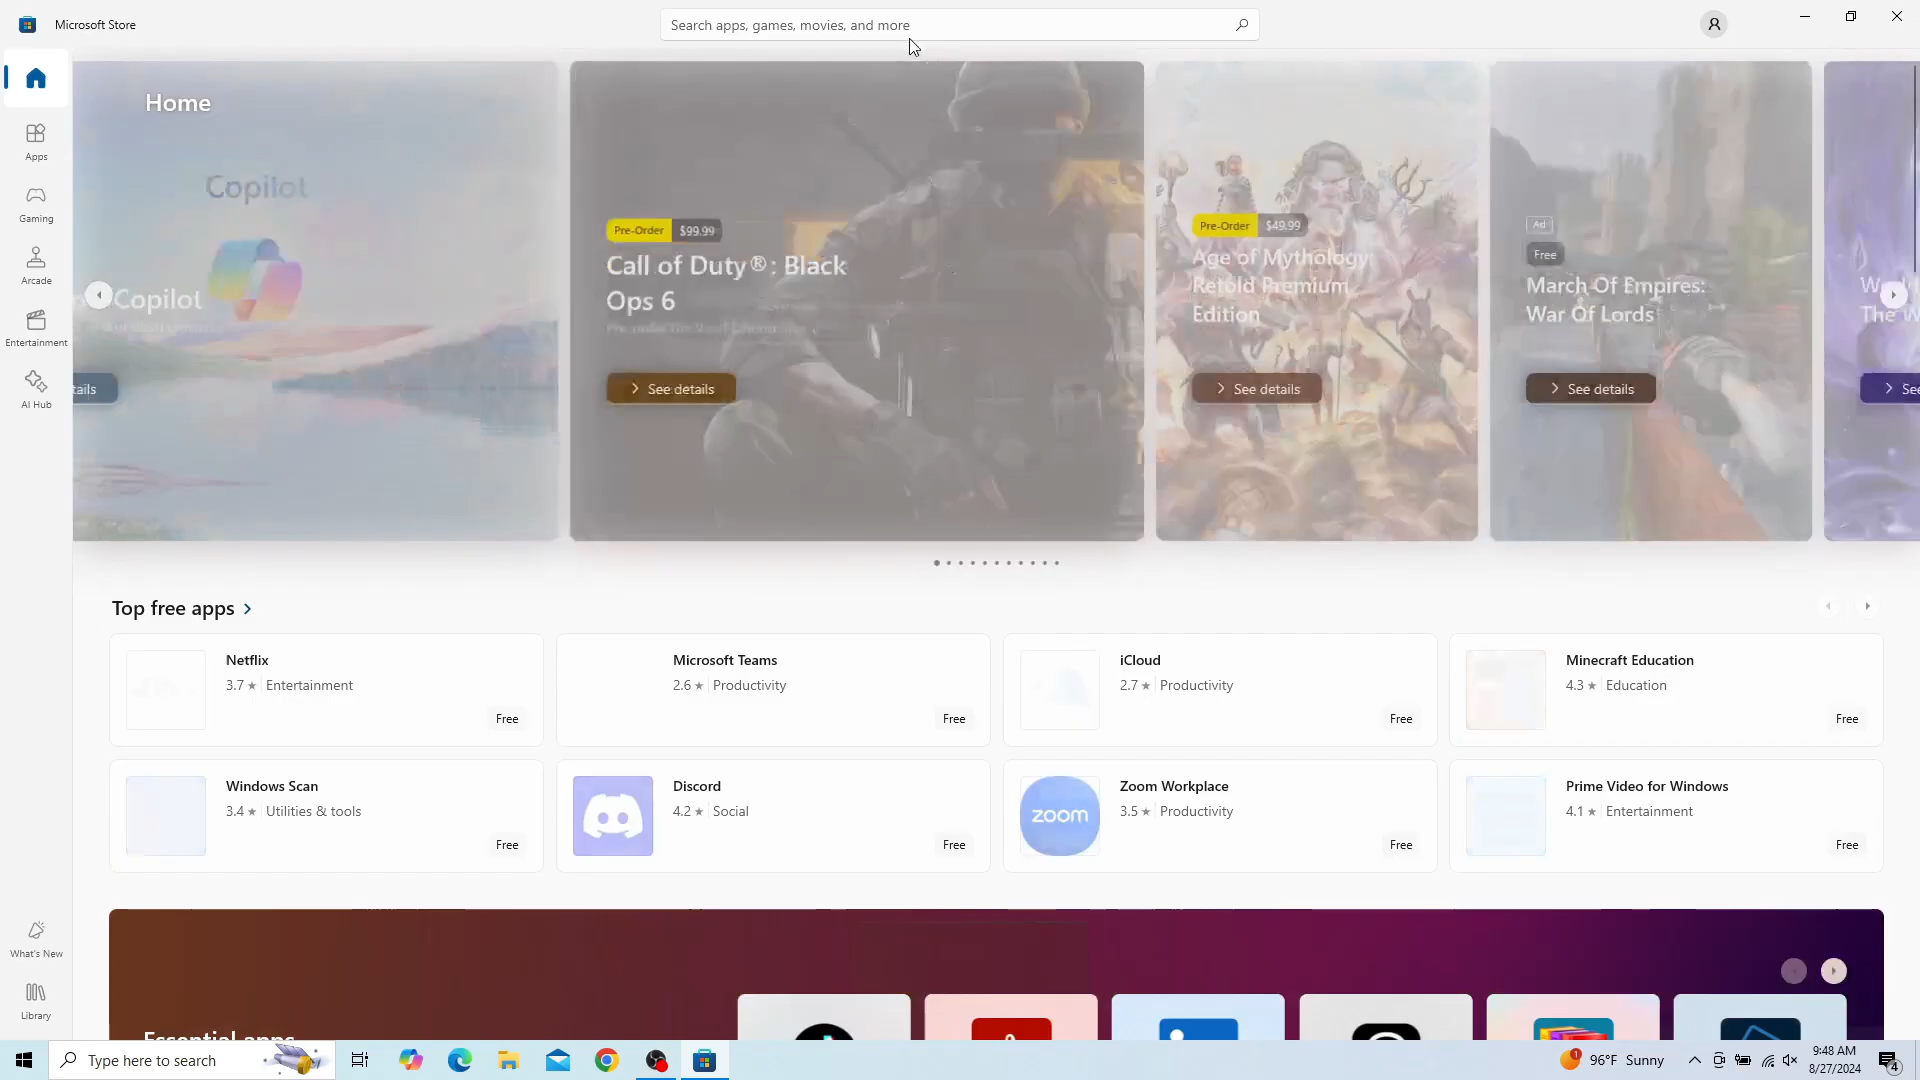 Microsoft Store
Search apps, games, movies, and more
Home
Apps
Gaming
Arcade
Entertainment
AI Hub
What's New
Library
Copilot
Copilot
tails
Pre-Order $99.99
Call of Duty®: Black
Ops 6
See details
Pre-Order $49.99
Age of Mythology:
Retold Premium
Edition
See details
Ad
Free
March Of Empires:
War Of Lords
See details
The W
See
Top free apps
Netflix
3.7 ★ Entertainment
Free
Microsoft Teams
2.6 ★ Productivity
Free
iCloud
2.7 ★ Productivity
Free
Minecraft Education
4.3 ★ Education
Free
Windows Scan
3.4 ★ Utilities & tools
Free
Discord
4.2 ★ Social
Free
zoom
Zoom Workplace
3.5 ★ Productivity
Free
Prime Video for Windows
4.1 ★ Entertainment
Free
Essential apps
Type here to search
1
96°F Sunny
9:48 AM
8/27/2024
4